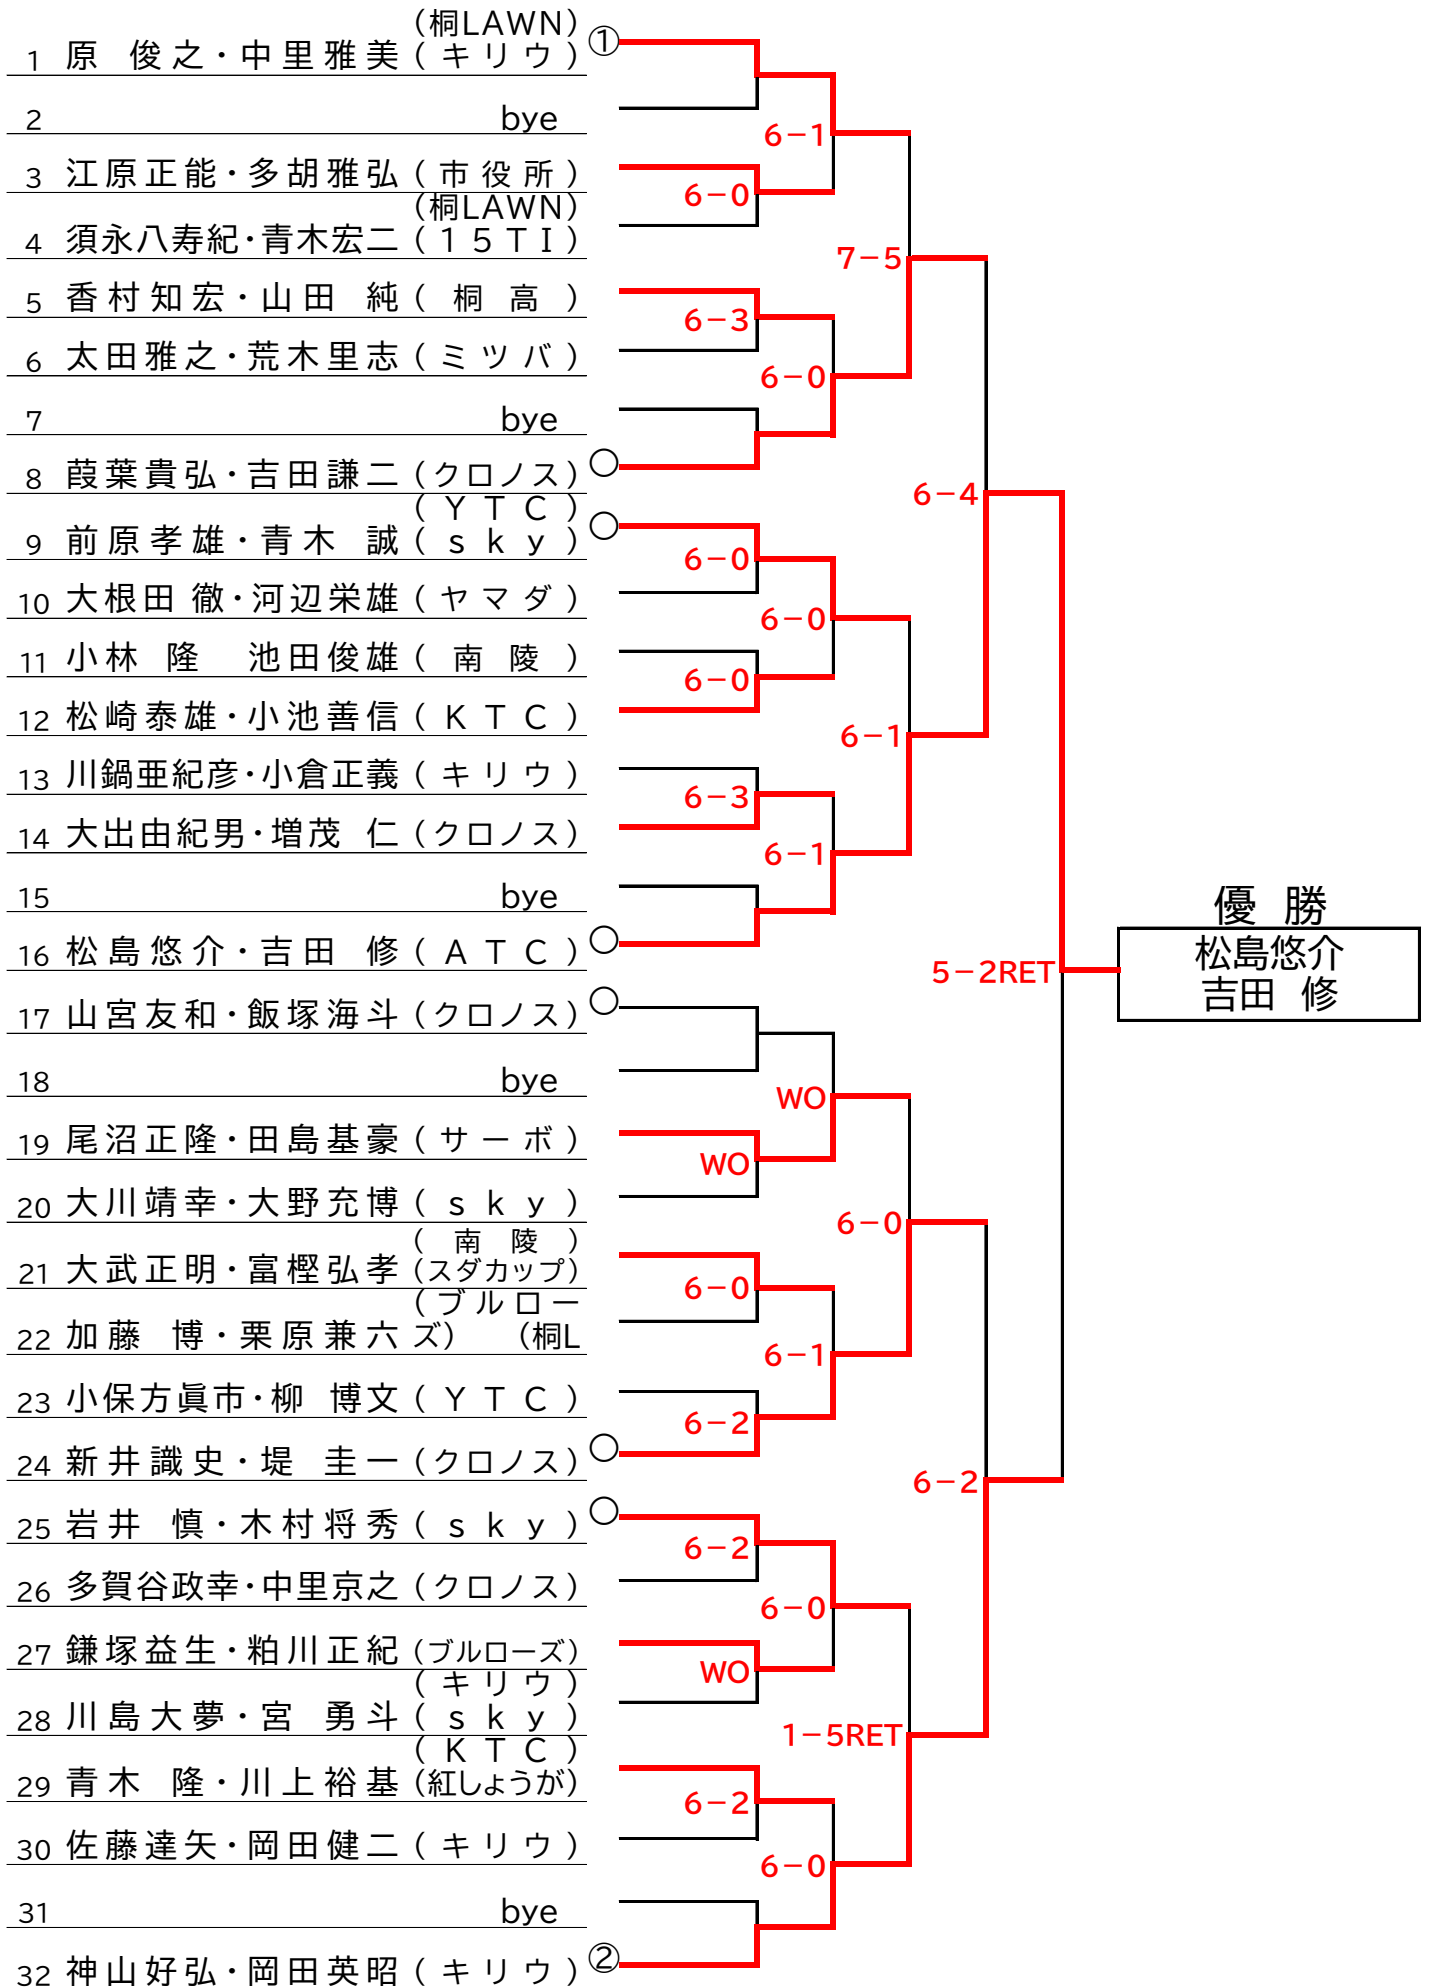 (桐LAWN)
1 原 俊之・中里雅美 (キリウ) ①
2 bye
6-1
3 江原正能・多胡雅弘 (市役所)
6-0
(桐LAWN)
4 須永八寿紀・青木宏二 (15TI)
7-5
5 香村知宏・山田 純 (桐高)
6-3
6 太田雅之・荒木里志 (ミツバ)
6-0
7 bye
8 葭葉貴弘・吉田謙二 (クロノス) ○
6-4
(YTC)
9 前原孝雄・青木 誠 (sky) ○
6-0
10 大根田 徹・河辺栄雄 (ヤマダ)
6-0
11 小林 隆 池田俊雄 (南陵)
6-0
12 松崎泰雄・小池善信 (KTC)
6-1
13 川鍋亜紀彦・小倉正義 (キリウ)
6-3
14 大出由紀男・増茂 仁 (クロノス)
6-1
15 bye
16 松島悠介・吉田 修 (ATC) ○
優 勝
松島悠介
吉田 修
5-2RET
17 山宮友和・飯塚海斗 (クロノス) ○
18 bye
WO
19 尾沼正隆・田島基豪 (サーボ)
WO
20 大川靖幸・大野充博 (sky)
6-0
(南陵)
21 大武正明・富樫弘孝 (スダカップ)
6-0
(ブルロー
22 加藤 博・栗原兼六 ズ) (桐L
6-1
23 小保方眞市・柳 博文 (YTC)
6-2
24 新井識史・堤 圭一 (クロノス) ○
6-2
25 岩井 慎・木村将秀 (sky) ○
6-2
26 多賀谷政幸・中里京之 (クロノス)
6-0
27 鎌塚益生・粕川正紀 (ブルローズ)
WO
(キリウ)
28 川島大夢・宮 勇斗 (sky)
1-5RET
(KTC)
29 青木 隆・川上裕基 (紅しょうが)
6-2
30 佐藤達矢・岡田健二 (キリウ)
6-0
31 bye
32 神山好弘・岡田英昭 (キリウ) ②